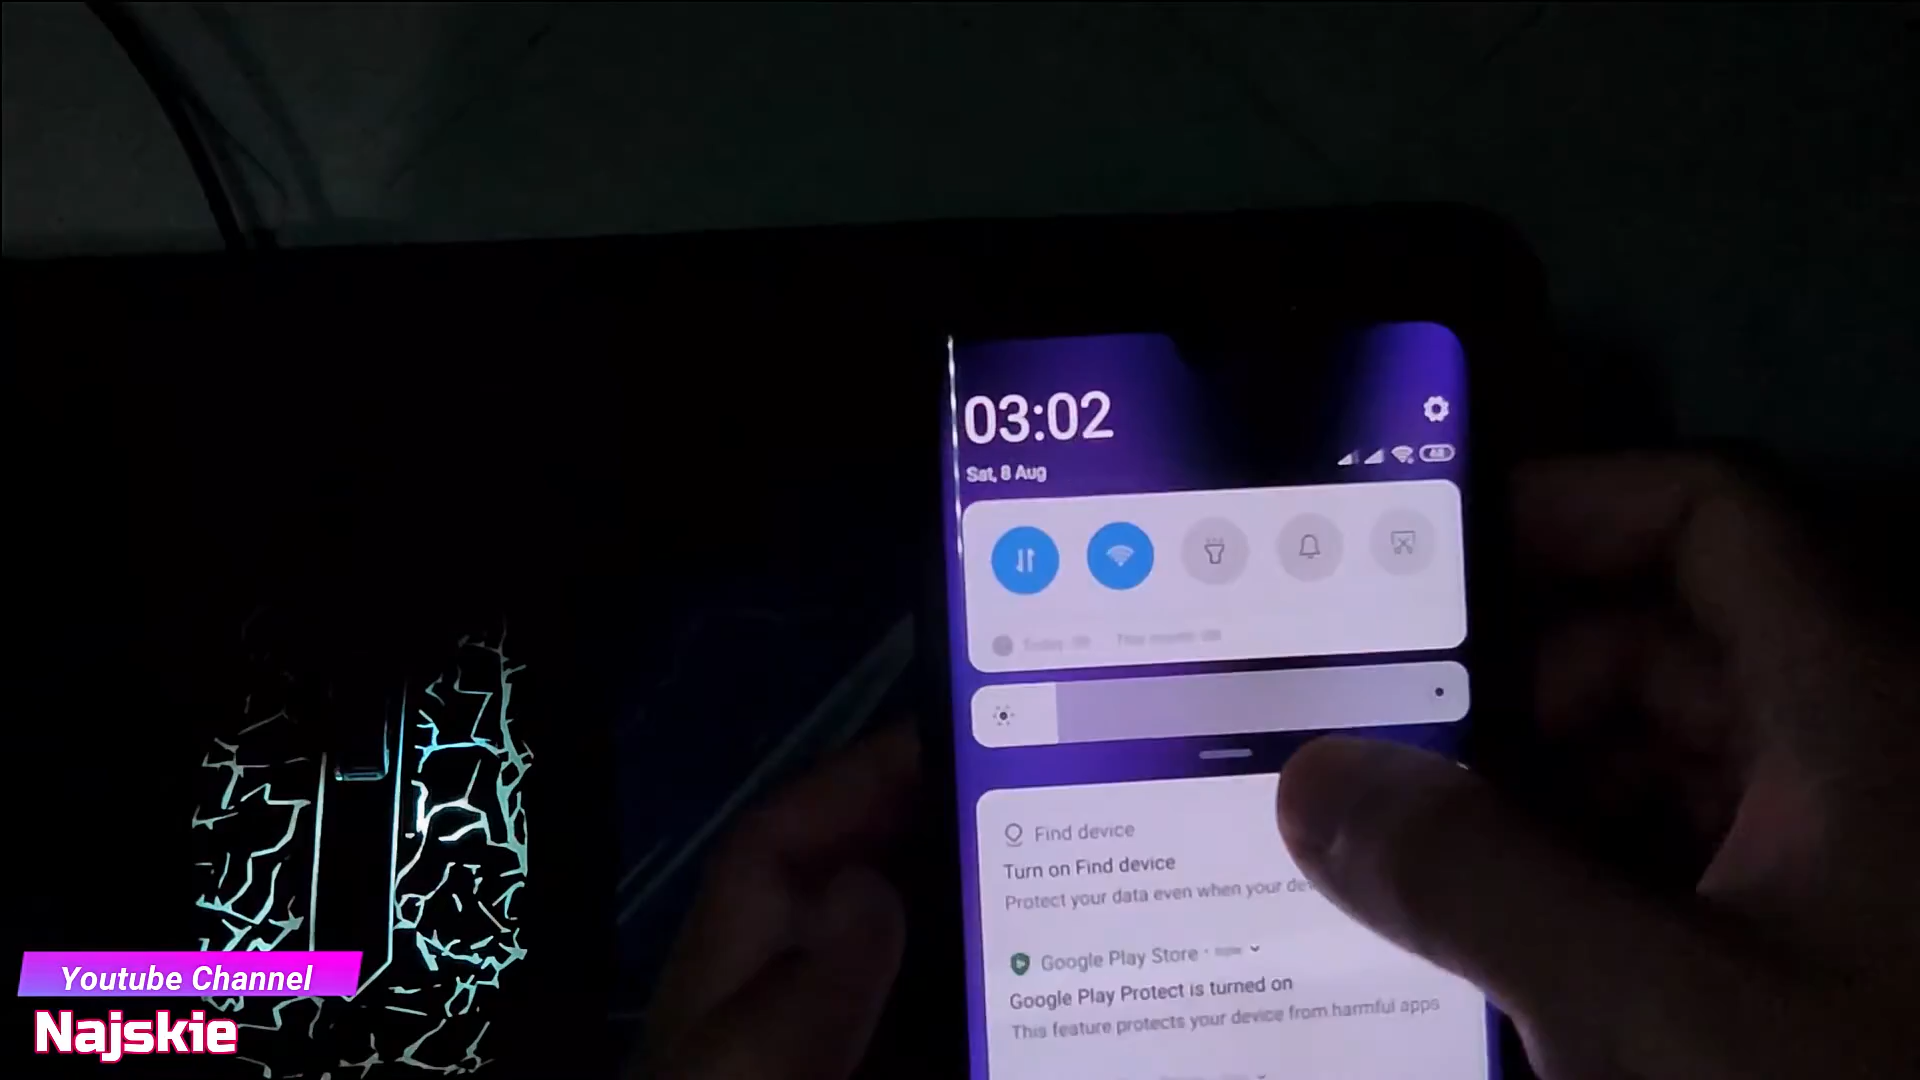 03:02
Sat, 8 Aug
68
Find device
Turn on Find device
Protect your data even when your
Google Play Store
Google Play Protect is turned on
This feature protects your device from harmful apps
Youtube Channel
Najskie